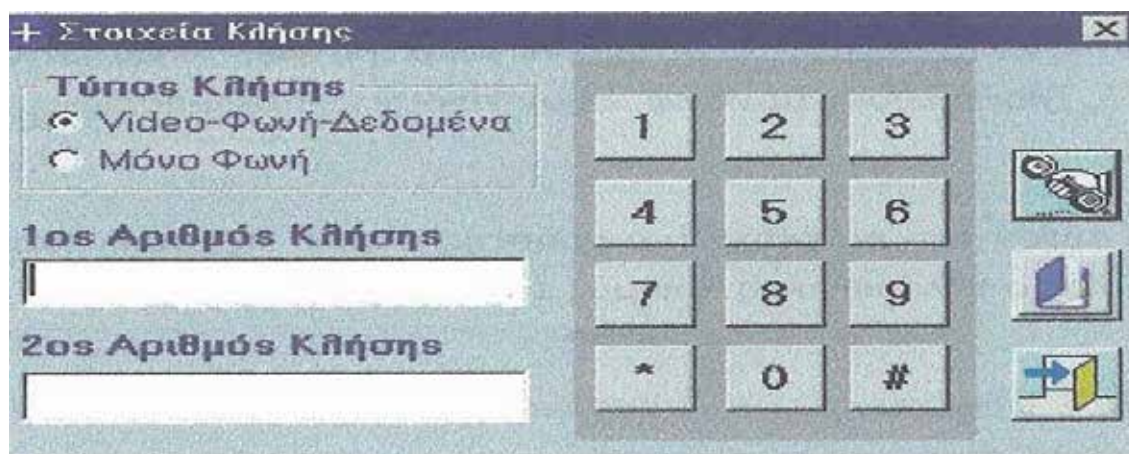 + Στοιχεία Κλήσης
Τύπος Κλήσης
Video-Φωνή-Δεδομένα
Μόνο Φωνή
1ος Αριθμός Κλήσης
2ος Αριθμός Κλήσης
1 2 3
4 5 6
7 8 9
* 0 #